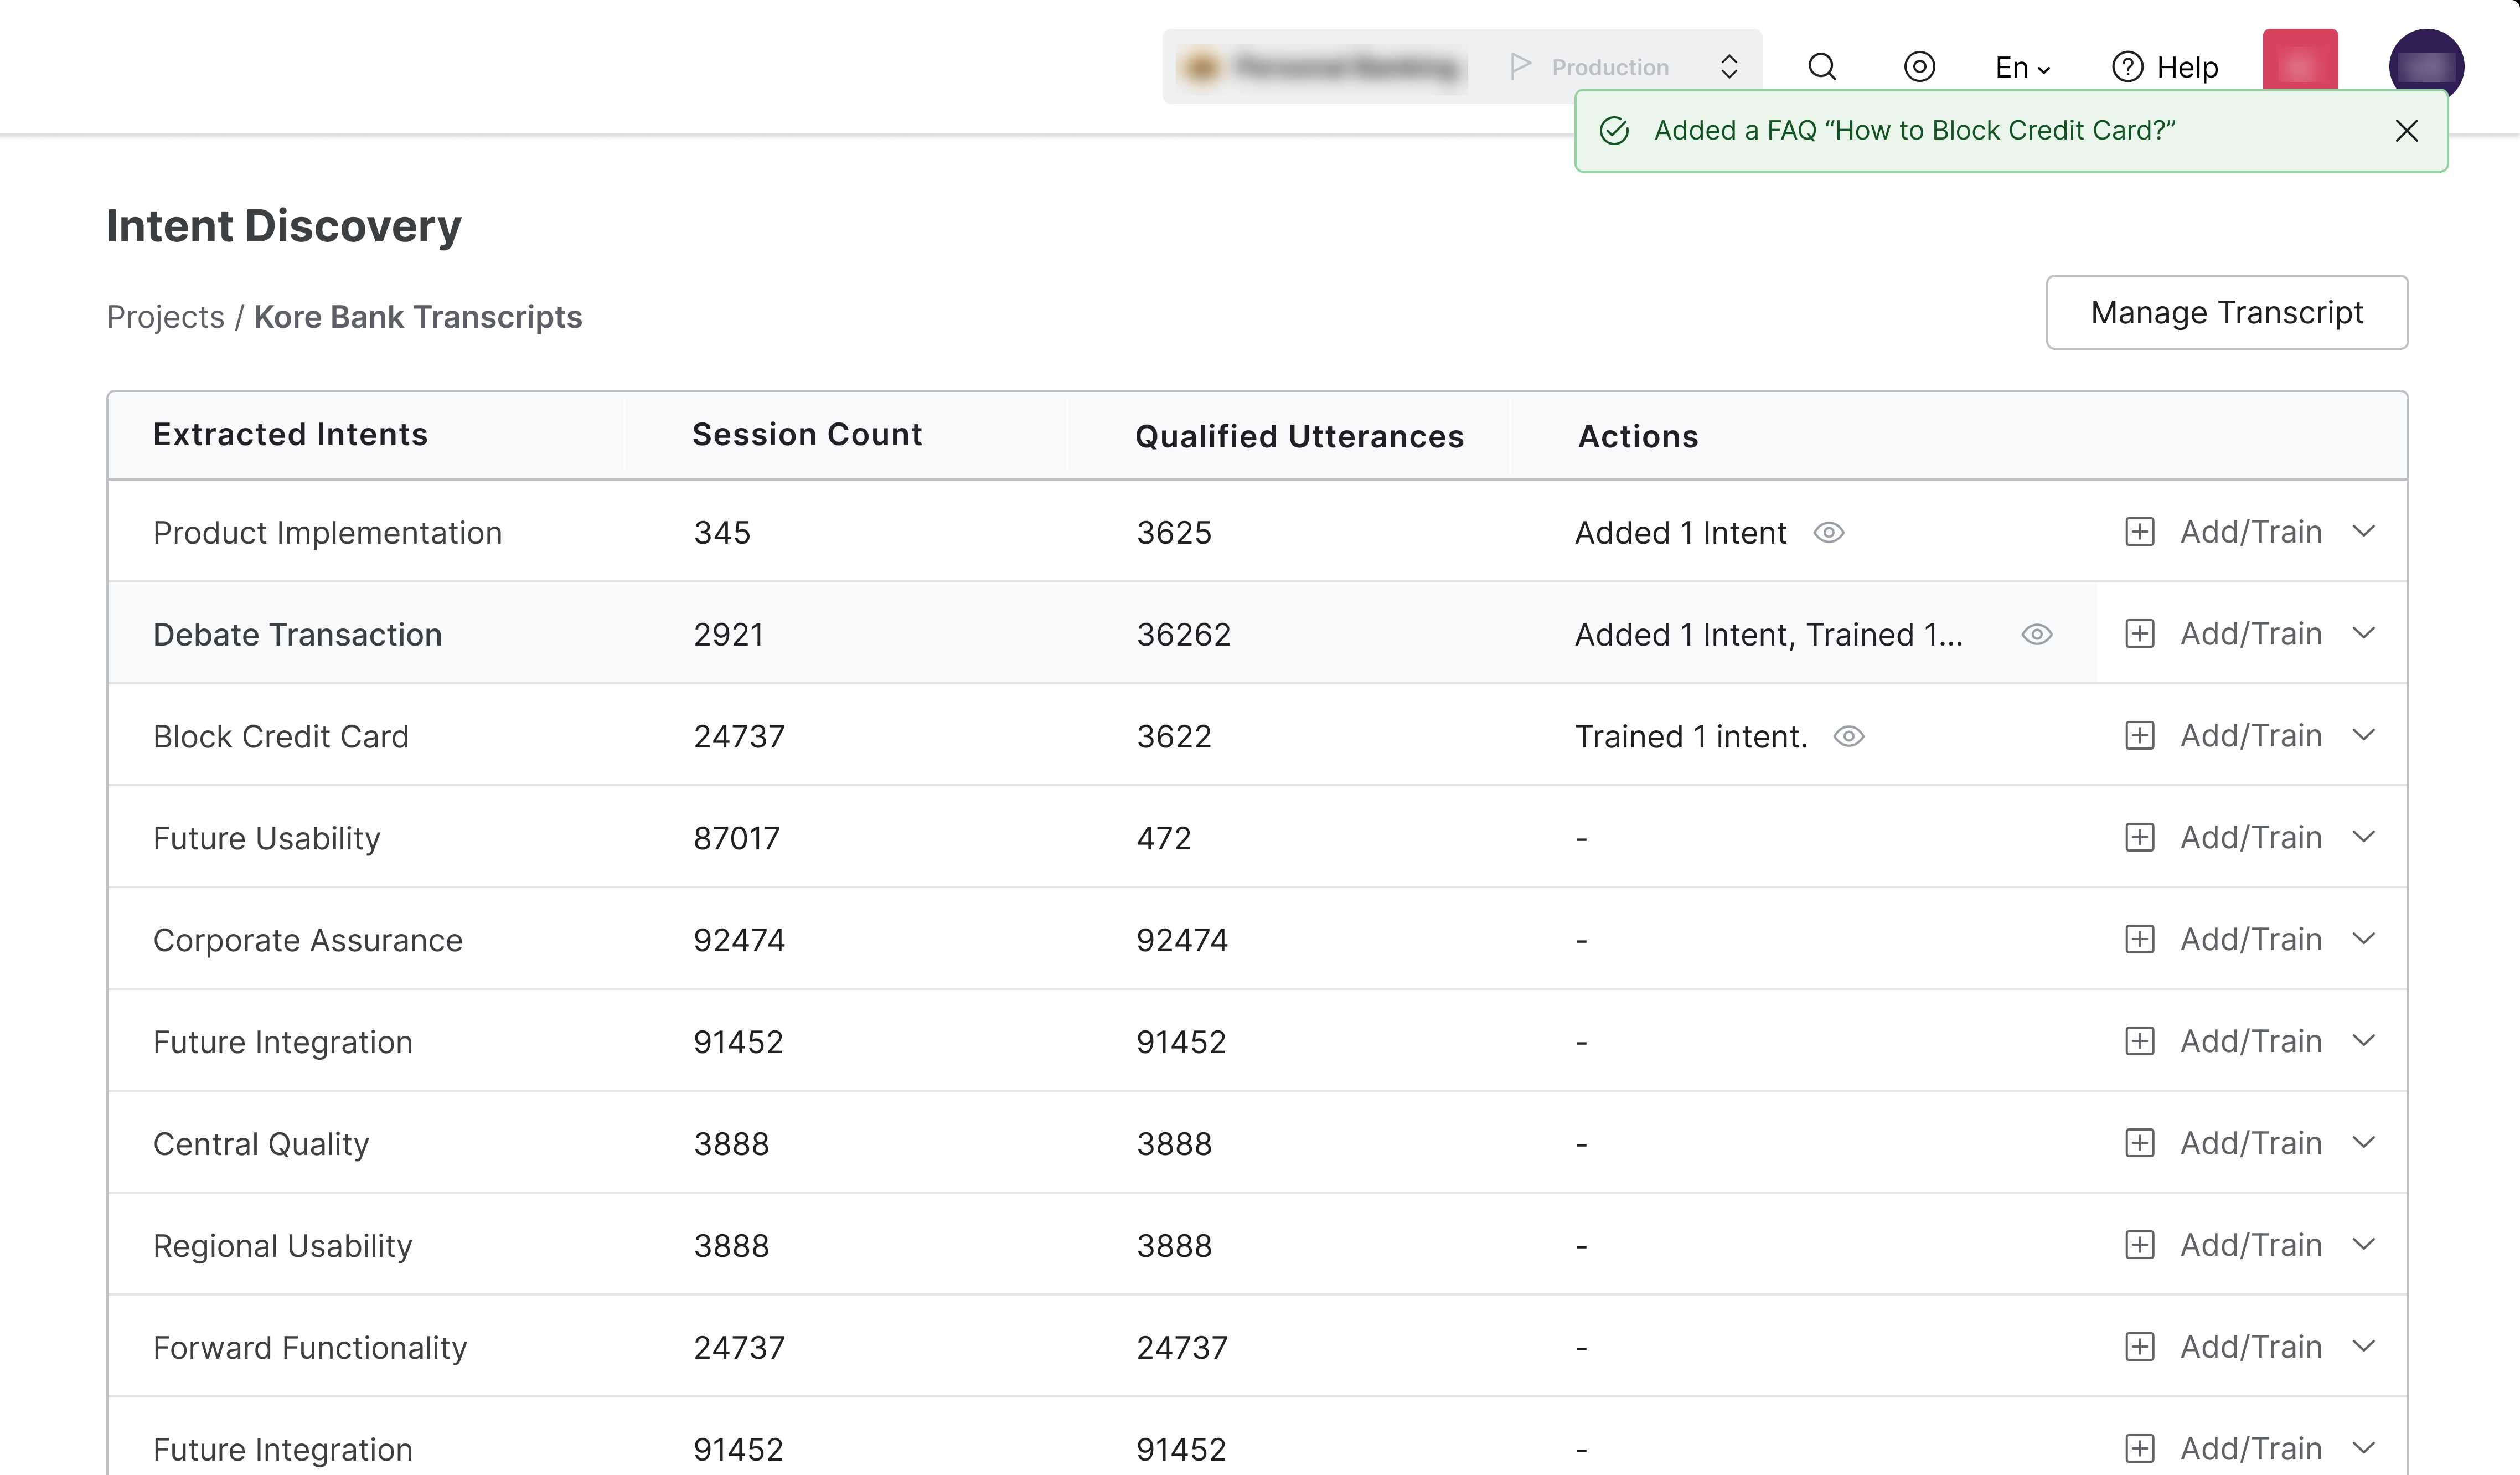 Production
En
Help
Added a FAQ “How to Block Credit Card?”
Intent Discovery
Projects / Kore Bank Transcripts
Manage Transcript
Extracted Intents Session Count Qualified Utterances Actions
Product Implementation 345 3625 Added 1 Intent Add/Train
Debate Transaction 2921 36262 Added 1 Intent, Trained 1... Add/Train
Block Credit Card 24737 3622 Trained 1 intent. Add/Train
Future Usability 87017 472 - Add/Train
Corporate Assurance 92474 92474 - Add/Train
Future Integration 91452 91452 - Add/Train
Central Quality 3888 3888 - Add/Train
Regional Usability 3888 3888 - Add/Train
Forward Functionality 24737 24737 - Add/Train
Future Integration 91452 91452 - Add/Train